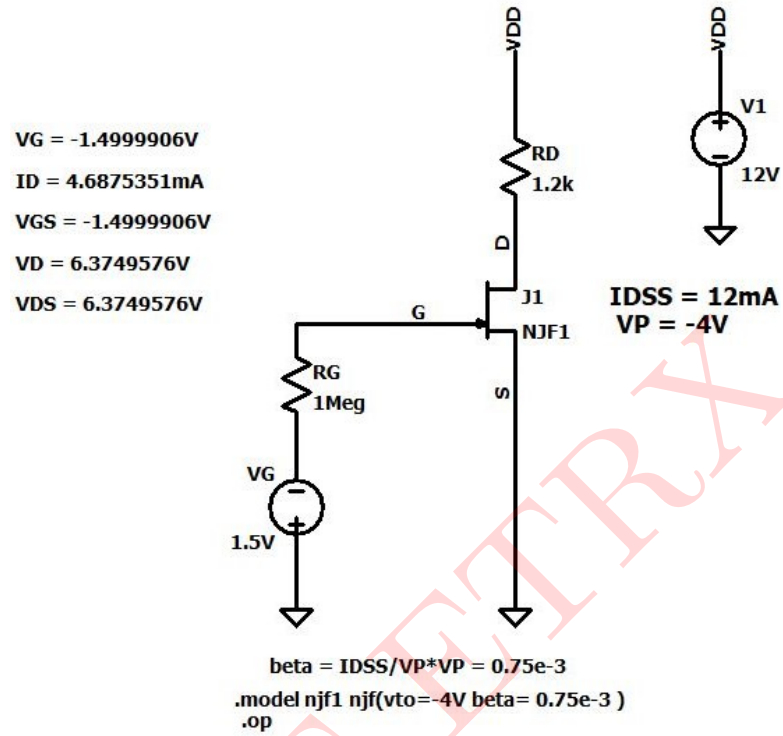 VDD
VDD
VG = -1.4999906V
ID = 4.6875351mA
VGS = -1.4999906V
VD = 6.3749576V
VDS = 6.3749576V
RD
1.2k
V1
12V
D
J1
NJF1
G
S
IDSS = 12mA
VP = -4V
RG
1Meg
VG
1.5V
beta = IDSS/VP*VP = 0.75e-3
.model njf1 njf(vto=-4V beta= 0.75e-3 )
.op
ETRX